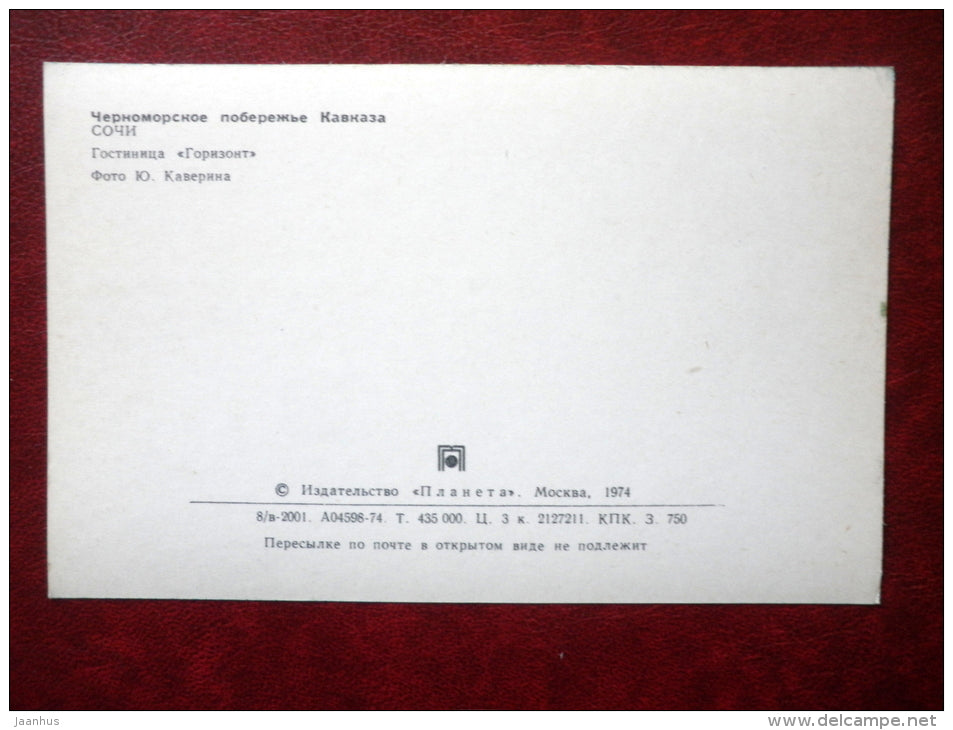 Черноморское побережье Кавказа
СОЧИ
Гостиница «Горизонт»
Фото Ю. Каверина
© Издательство «Планета». Москва, 1974
8/в-2001. А04598-74. Т. 435 000. Ц. 3 к. 2127211. КПК. З. 750
Пересылке по почте в открытом виде не подлежит
jaanhus
www.delcampe.net